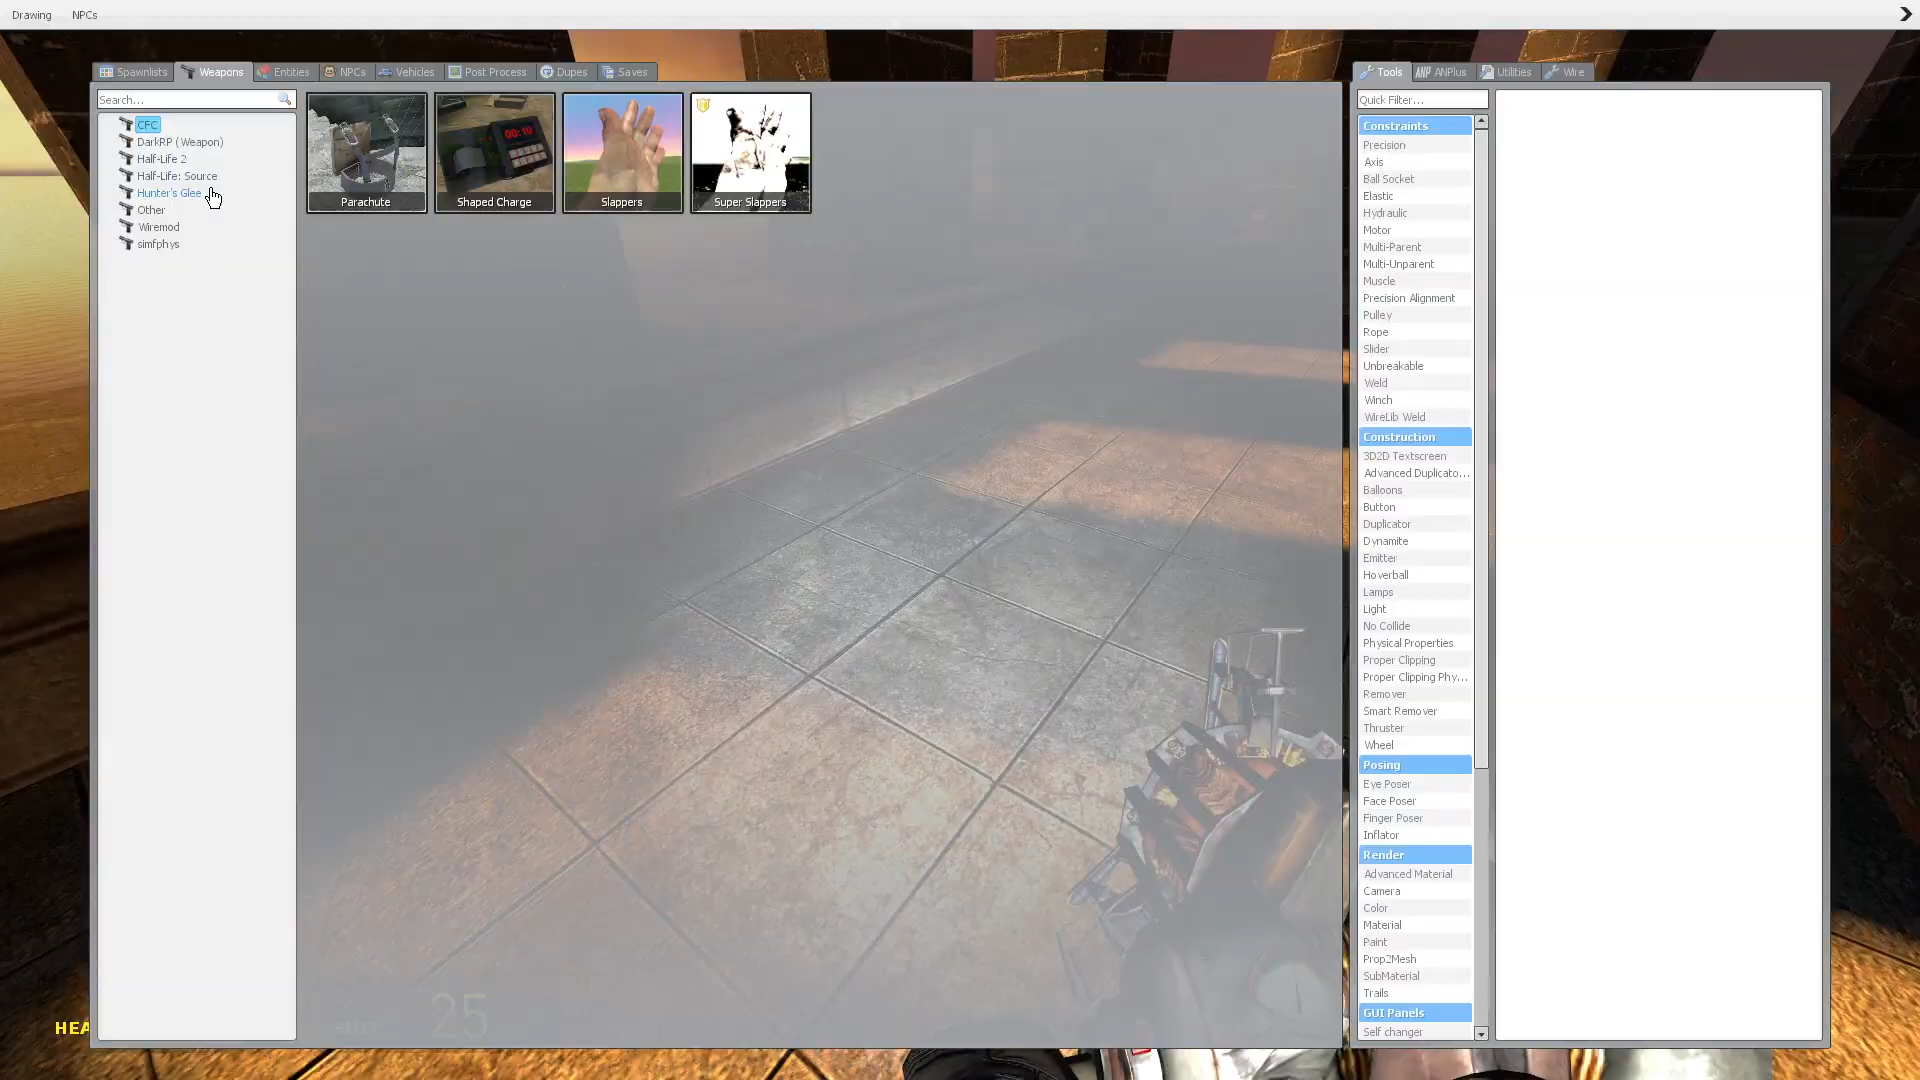 Drawing NPCs
Spawnlists Weapons Entities NPCs Vehicles Post Process Dupes Saves
Search...
CFC
DarkRP (Weapon)
Half-Life 2
Half-Life: Source
Hunter's Glee
Other
Wiremod
simfphys
00:10
Parachute Shaped Charge Slappers Super Slappers
25
HEA
Tools ANPlus Utilities Wire
Quick Filter...
Constraints
Precision
Axis
Ball Socket
Elastic
Hydraulic
Motor
Multi-Parent
Multi-Unparent
Muscle
Precision Alignment
Pulley
Rope
Slider
Unbreakable
Weld
Winch
WireLib Weld
Construction
3D2D Textscreen
Advanced Duplicato...
Balloons
Button
Duplicator
Dynamite
Emitter
Hoverball
Lamps
Light
No Collide
Physical Properties
Proper Clipping
Proper Clipping Phy...
Remover
Smart Remover
Thruster
Wheel
Posing
Eye Poser
Face Poser
Finger Poser
Inflator
Render
Advanced Material
Camera
Color
Material
Paint
Prop2Mesh
SubMaterial
Trails
GUI Panels
Self changer